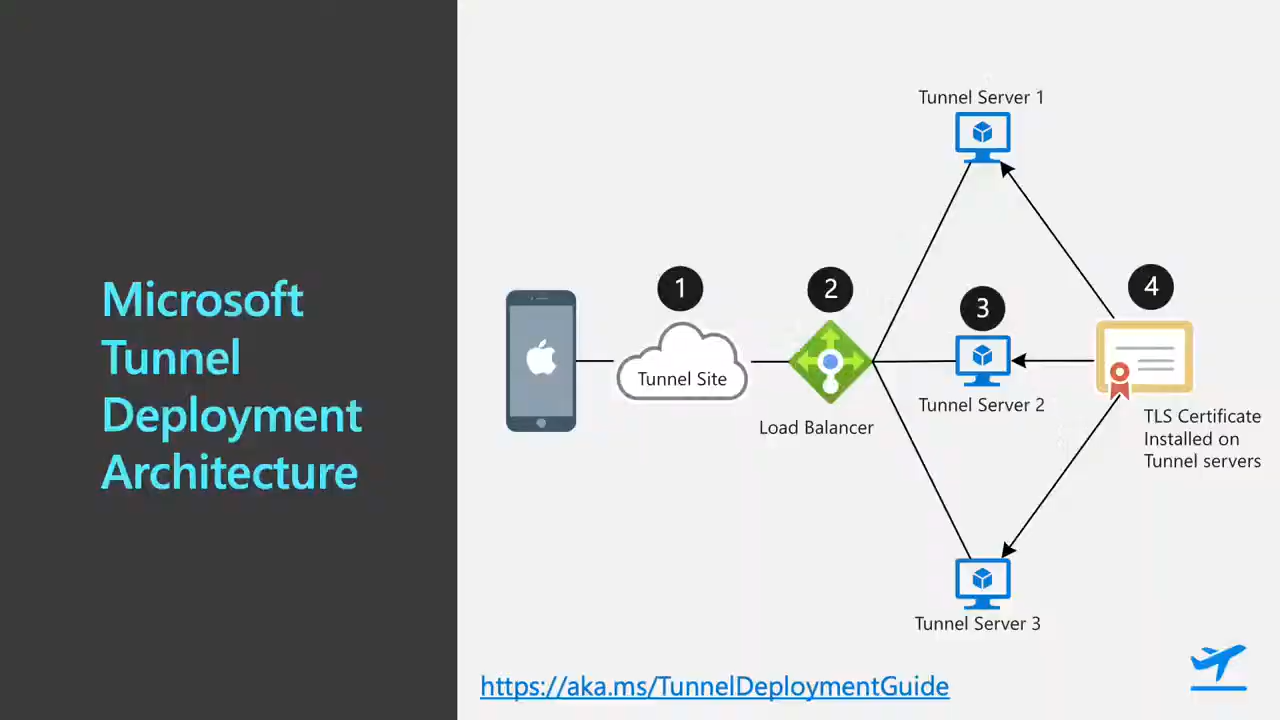 Microsoft
Tunnel
Deployment
Architecture
Tunnel Server 1
1
2
3
4
Tunnel Site
Load Balancer
Tunnel Server 2
TLS Certificate
Installed on
Tunnel servers
Tunnel Server 3
https://aka.ms/TunnelDeploymentGuide